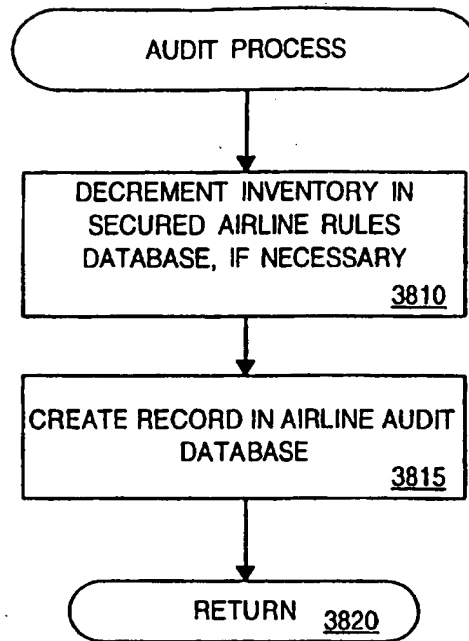 AUDIT PROCESS
DECREMENT INVENTORY IN
SECURED AIRLINE RULES
DATABASE, IF NECESSARY
3810
CREATE RECORD IN AIRLINE AUDIT
DATABASE
3815
RETURN 3820